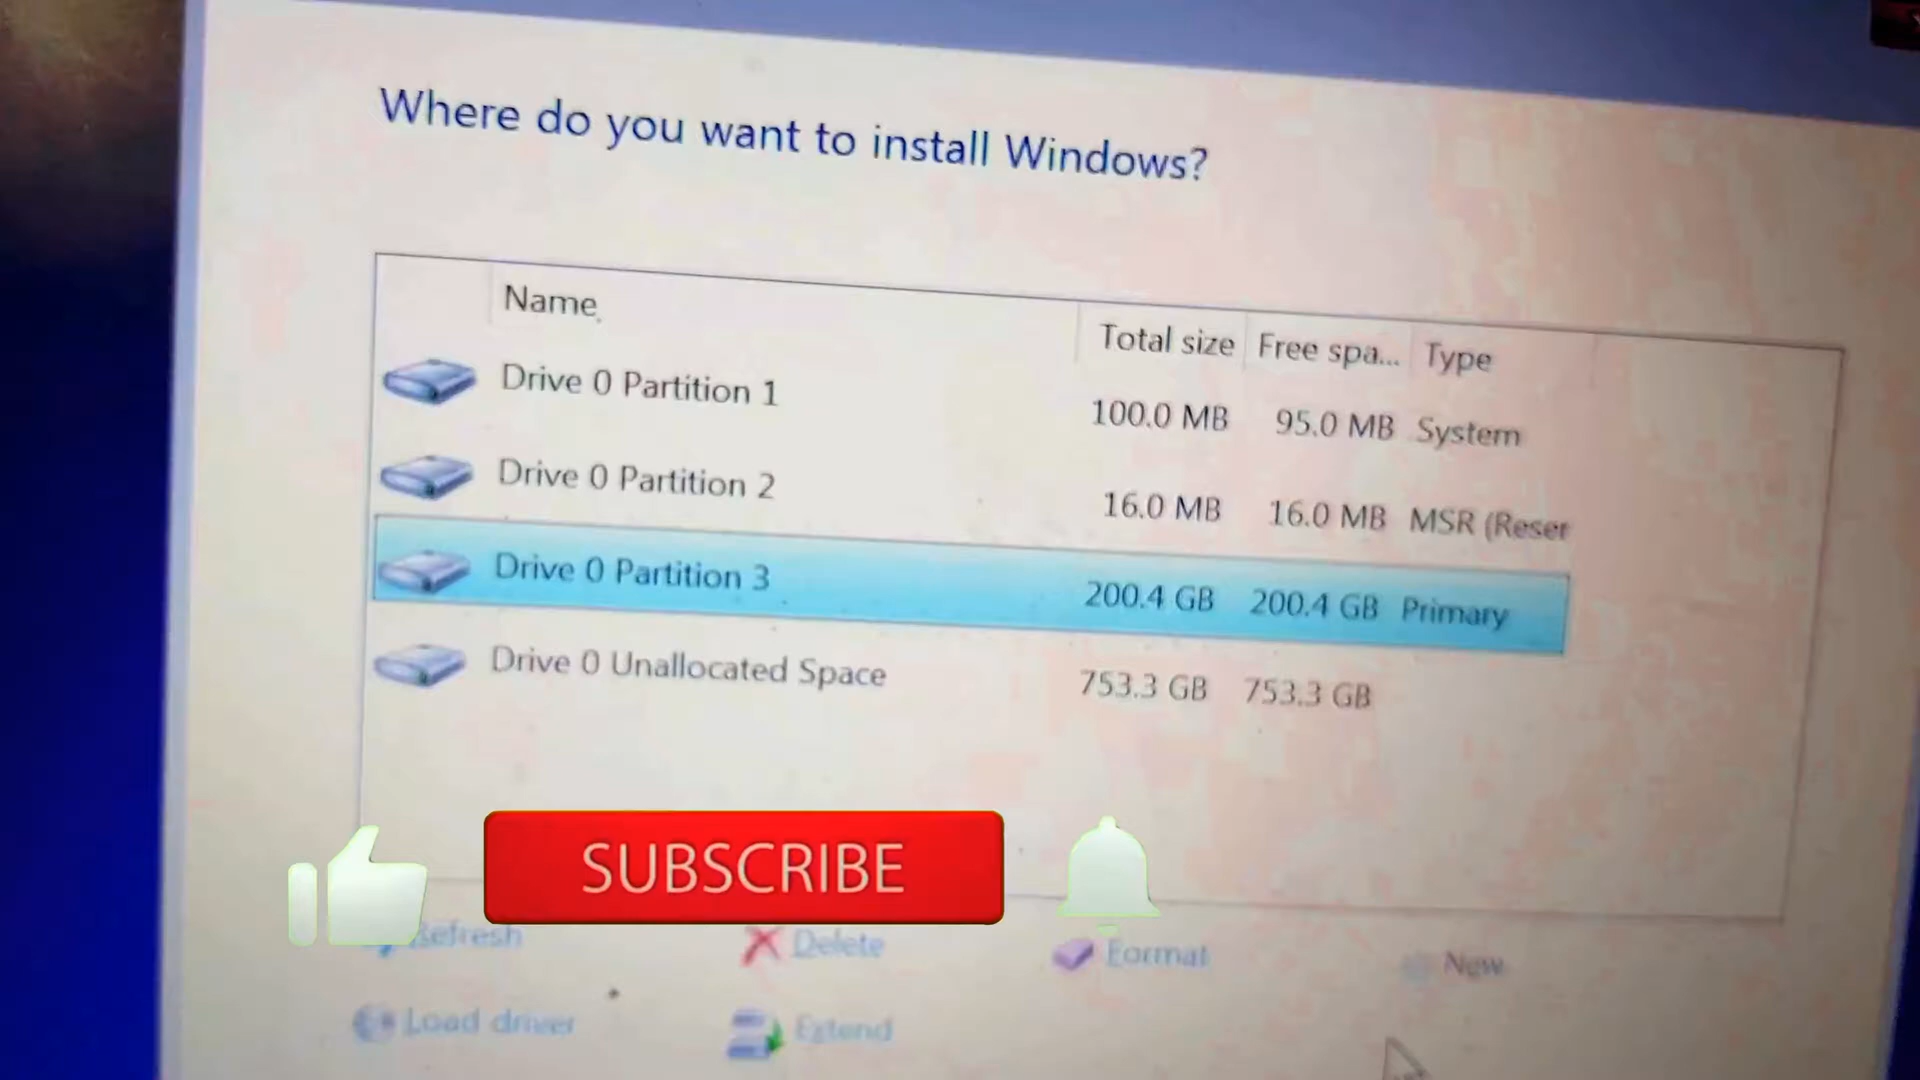 Where do you want to install Windows?
Name Total size Free spa... Type
Drive 0 Partition 1 100.0 MB 95.0 MB System
Drive 0 Partition 2 16.0 MB 16.0 MB MSR (Reser
Drive 0 Partition 3 200.4 GB 200.4 GB Primary
Drive 0 Unallocated Space 753.3 GB 753.3 GB
SUBSCRIBE
Refresh Delete Format New
Load driver Extend